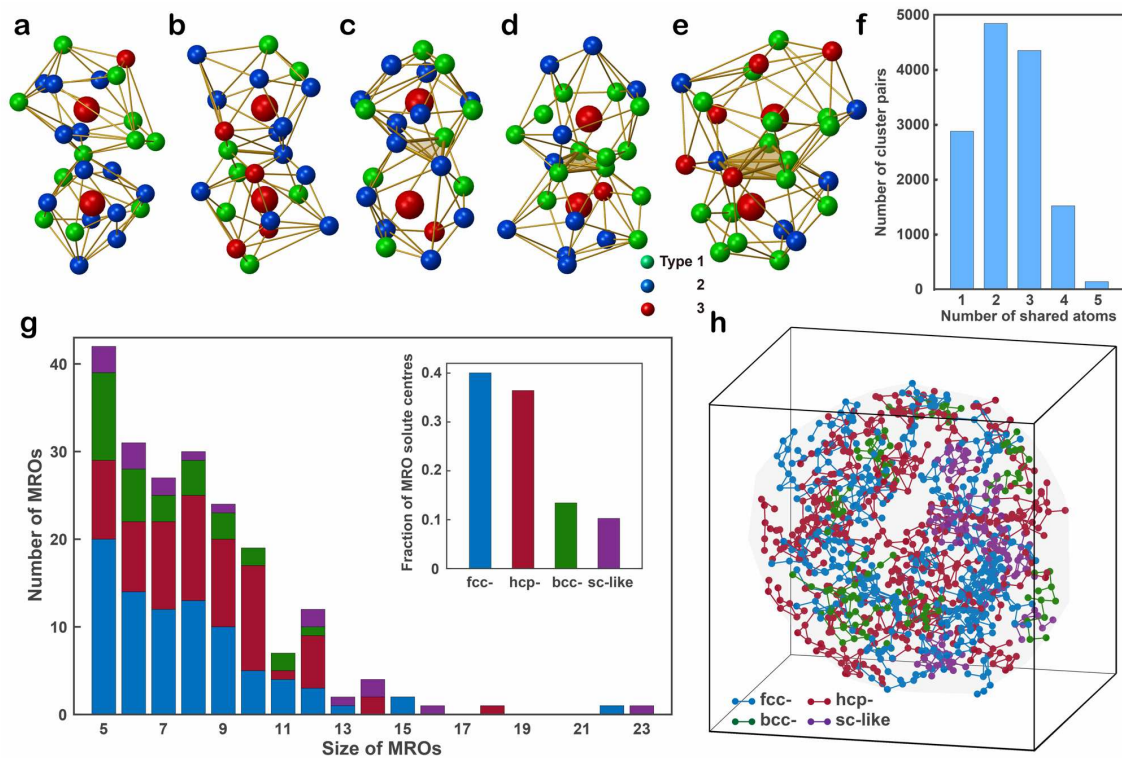 a
b
c
d
e
Type 1
2
3
f
5000
4000
3000
2000
1000
0
Number of cluster pairs
1 2 3 4 5
Number of shared atoms
g
40
30
20
10
0
Number of MROs
5 7 9 11 13 15 17 19 21 23
Size of MROs
0.4
0.3
0.2
0.4
0.1
0
Fraction of MRO solute centres
fcc- hcp- bcc- sc-like
h
fcc- hcp-
bcc- sc-like